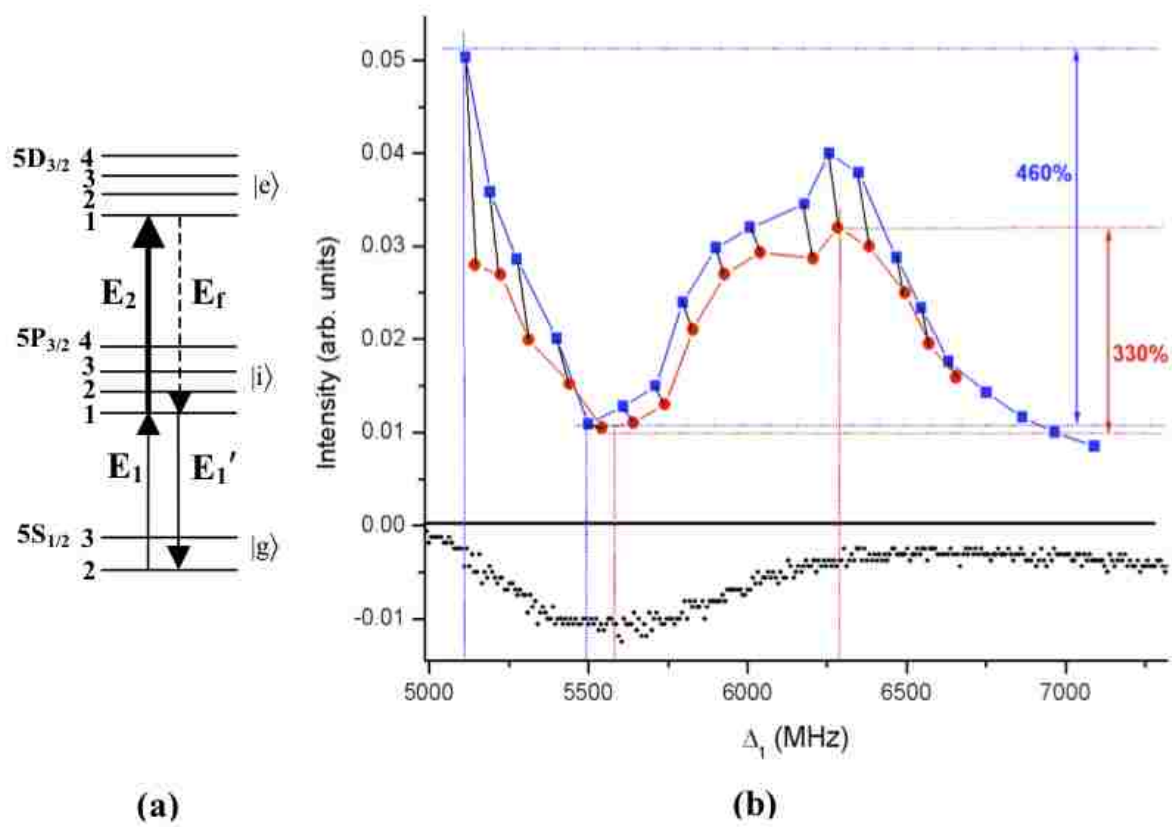 5D3/2 4
3
2
1
|e⟩
E2
Ef
5P3/2 4
3
2
1
|i⟩
E1
E1′
5S1/2 3
2
|g⟩
(a)
Intensity (arb. units)
0.05
0.04
0.03
0.02
0.01
0.00
-0.01
460%
330%
5000 5500 6000 6500 7000
Δ1 (MHz)
(b)